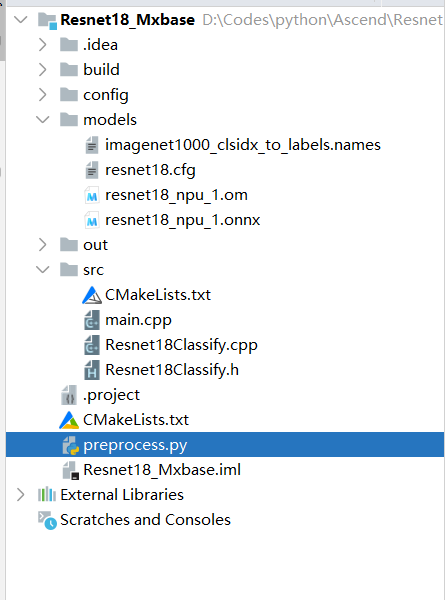 Resnet18_Mxbase D:\Codes\python\Ascend\Resnet
.idea
build
config
models
imagenet1000_clsidx_to_labels.names
resnet18.cfg
resnet18_npu_1.om
resnet18_npu_1.onnx
out
src
CMakeLists.txt
main.cpp
Resnet18Classify.cpp
Resnet18Classify.h
.project
CMakeLists.txt
preprocess.py
Resnet18_Mxbase.iml
External Libraries
Scratches and Consoles